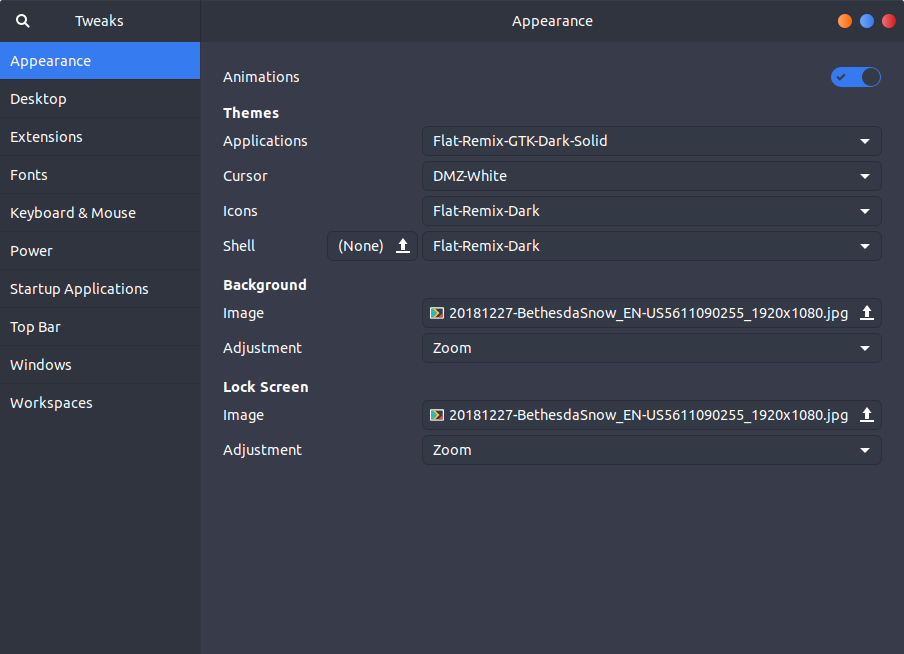 Tweaks
Appearance
Appearance
Desktop
Extensions
Fonts
Keyboard & Mouse
Power
Startup Applications
Top Bar
Windows
Workspaces
Animations
Themes
Applications Flat-Remix-GTK-Dark-Solid
Cursor DMZ-White
Icons Flat-Remix-Dark
Shell (None) Flat-Remix-Dark
Background
Image 20181227-BethesdaSnow_EN-US5611090255_1920x1080.jpg
Adjustment Zoom
Lock Screen
Image 20181227-BethesdaSnow_EN-US5611090255_1920x1080.jpg
Adjustment Zoom